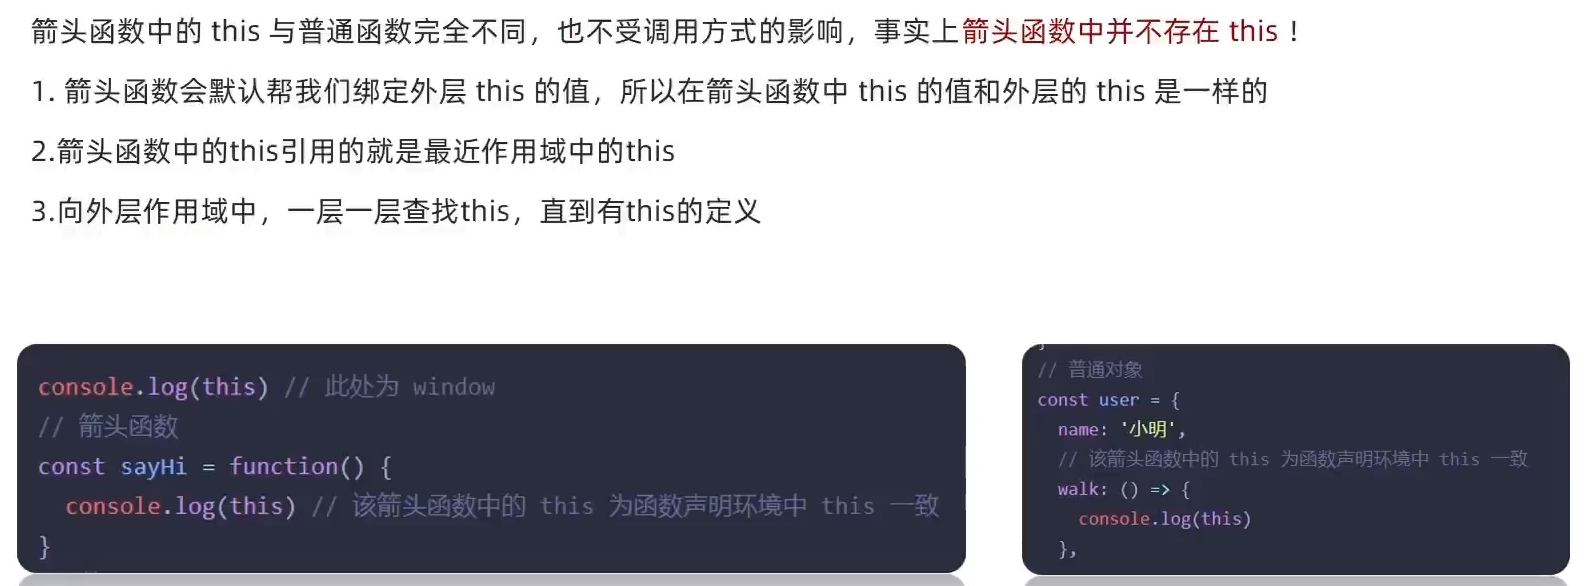 箭头函数中的 this 与普通函数完全不同，也不受调用方式的影响，事实上箭头函数中并不存在 this ！
1. 箭头函数会默认帮我们绑定外层 this 的值，所以在箭头函数中 this 的值和外层的 this 是一样的
2.箭头函数中的this引用的就是最近作用域中的this
3.向外层作用域中，一层一层查找this，直到有this的定义
console.log(this) // 此处为 window
// 箭头函数
const sayHi = function() {
  console.log(this) // 该箭头函数中的 this 为函数声明环境中 this 一致
}
// 普通对象
const user = {
  name: '小明',
  // 该箭头函数中的 this 为函数声明环境中 this 一致
  walk: () => {
    console.log(this)
  },